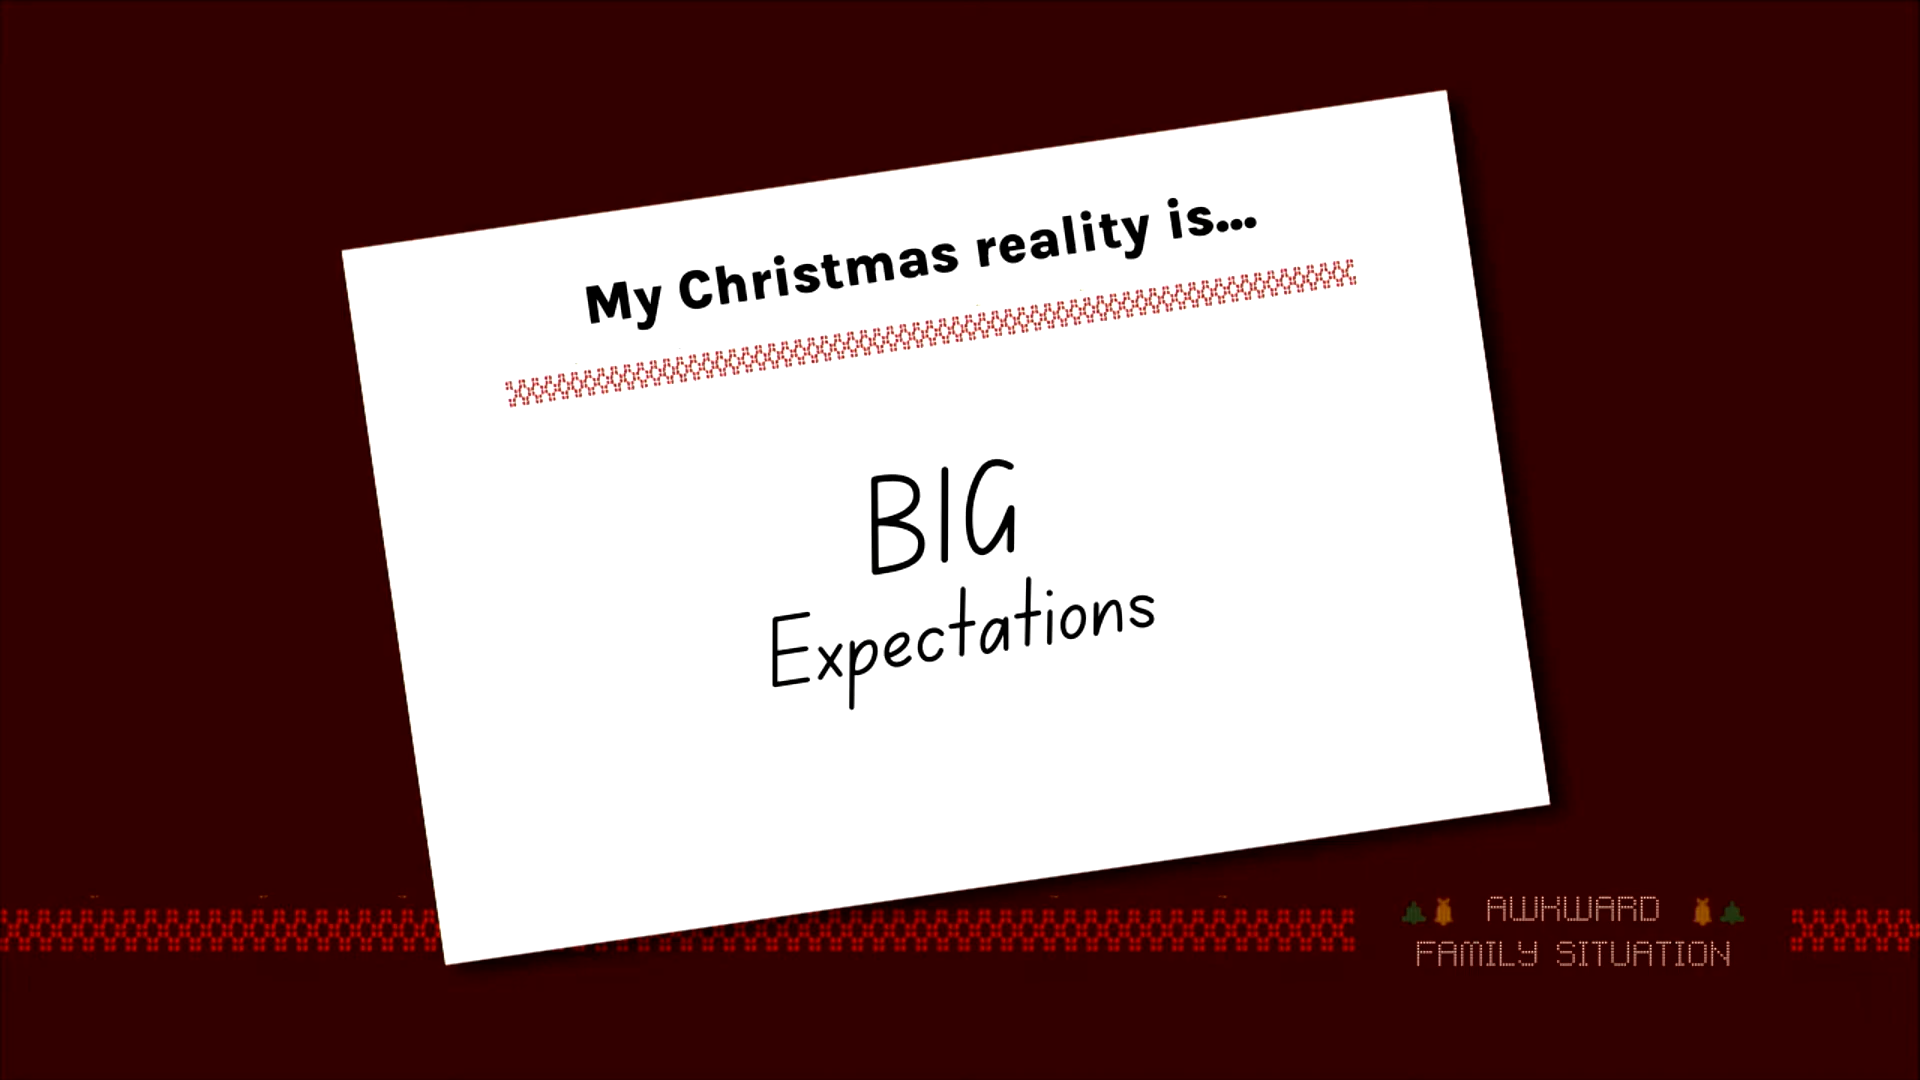 My Christmas reality is...
BIG
Expectations
AWKWARD
FAMILY SITUATION